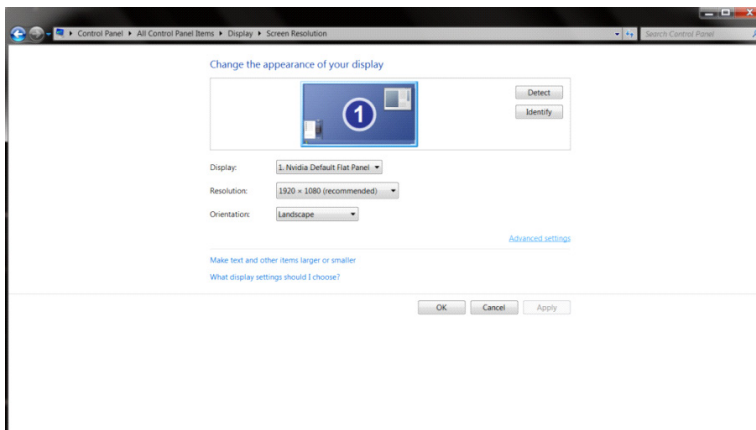 Control Panel ▸ All Control Panel Items ▸ Display ▸ Screen Resolution
Search Control Panel
Change the appearance of your display
1
Detect
Identify
Display: 1. Nvidia Default Flat Panel
Resolution: 1920 × 1080 (recommended)
Orientation: Landscape
Advanced settings
Make text and other items larger or smaller
What display settings should I choose?
OK Cancel Apply